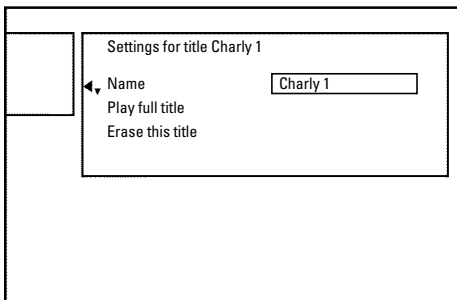 Settings for title Charly 1
Name Charly 1
Play full title
Erase this title